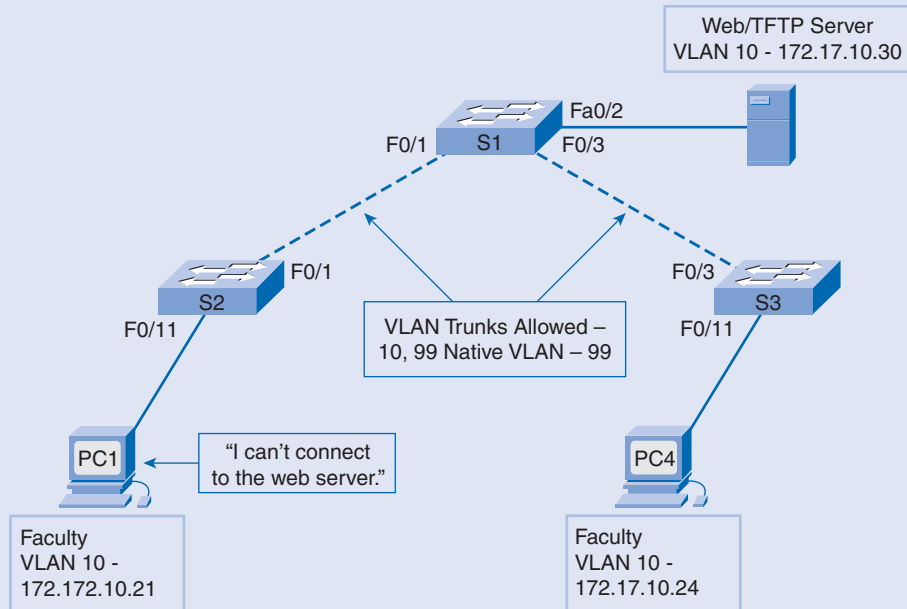 Web/TFTP Server
VLAN 10 - 172.17.10.30
Fa0/2
F0/1
S1
F0/3
F0/1
S2
F0/11
F0/3
S3
F0/11
VLAN Trunks Allowed –
10, 99 Native VLAN – 99
PC1
“I can’t connect
to the web server.”
PC4
Faculty
VLAN 10 -
172.172.10.21
Faculty
VLAN 10 -
172.17.10.24